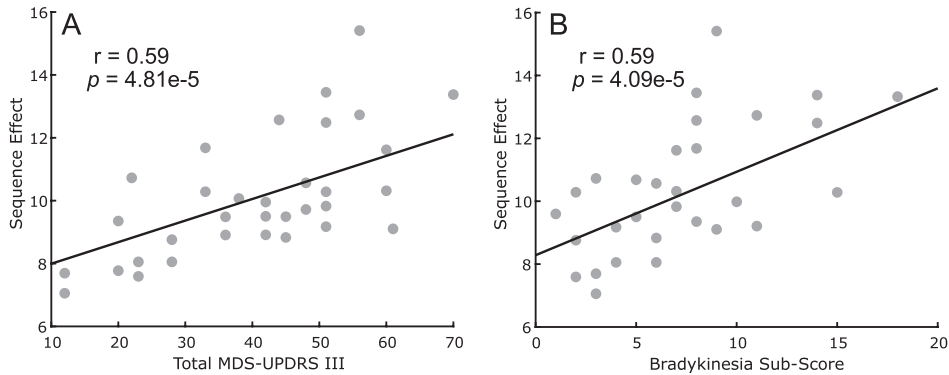 A
r = 0.59
p = 4.81e-5
Sequence Effect
16
14
12
10
8
6
10 20 30 40 50 60 70
Total MDS-UPDRS III
B
r = 0.59
p = 4.09e-5
Sequence Effect
16
14
12
10
8
6
0 5 10 15 20
Bradykinesia Sub-Score